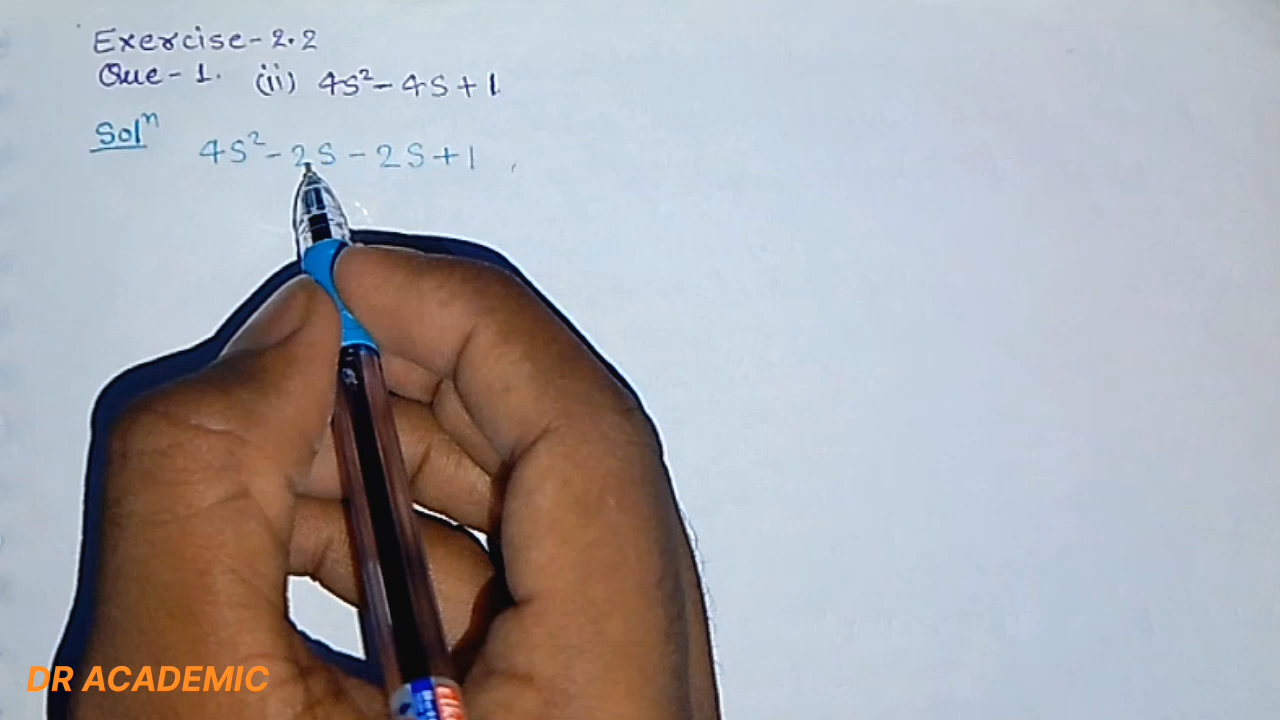 Exercise-2.2
Que-1. (ii) 4S²-4S+1
Solⁿ 4S²-2S-2S+1
DR ACADEMIC